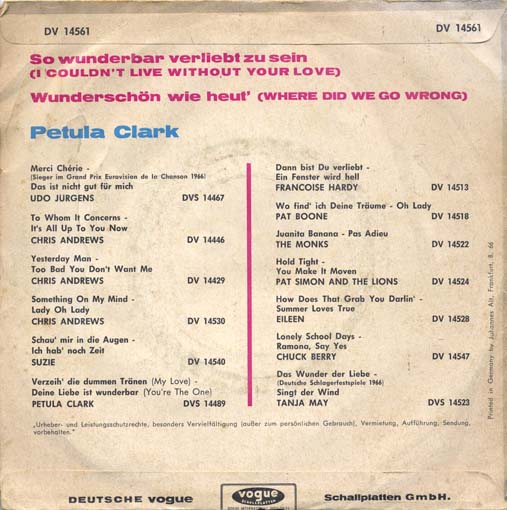 DV 14561
DV 14561
So wunderbar verliebt zu sein
(I COULDN'T LIVE WITHOUT YOUR LOVE)
Wunderschön wie heut' (WHERE DID WE GO WRONG)
Petula Clark
Merci Chérie -
(Sieger im Grand Prix Eurovision de la Chanson 1966)
Das ist nicht gut für mich
UDO JURGENS DVS 14467
To Whom It Concerns -
It's All Up To You Now
CHRIS ANDREWS DV 14446
Yesterday Man -
Too Bad You Don't Want Me
CHRIS ANDREWS DV 14429
Something On My Mind -
Lady Oh Lady
CHRIS ANDREWS DV 14530
Schau' mir in die Augen -
Ich hab' noch Zeit
SUZIE DV 14540
Verzeih' die dummen Tränen (My Love) -
Deine Liebe ist wunderbar (You're The One)
PETULA CLARK DVS 14489
Dann bist Du verliebt -
Ein Fenster wird hell
FRANCOISE HARDY DV 14513
Wo find' ich Deine Träume - Oh Lady
PAT BOONE DV 14518
Juanita Banana - Pas Adieu
THE MONKS DV 14522
Hold Tight -
You Make It Moven
PAT SIMON AND THE LIONS DV 14524
How Does That Grab You Darlin' -
Summer Loves True
EILEEN DV 14528
Lonely School Days -
Ramona, Say Yes
CHUCK BERRY DV 14547
Das Wunder der Liebe -
(Deutsche Schlagerfestspiele 1966)
Singt der Wind
TANJA MAY DVS 14523
Printed in Germany by Johannes Alt, Frankfurt, 8. 66
„Urheber- und Leistungsschutzrechte, besonders Vervielfältigung (außer zum persönlichen Gebrauch), Vermietung, Aufführung, Sendung,
vorbehalten."
DEUTSCHE vogue
vogue
SCHALLPLATTEN
Schallplatten GmbH.